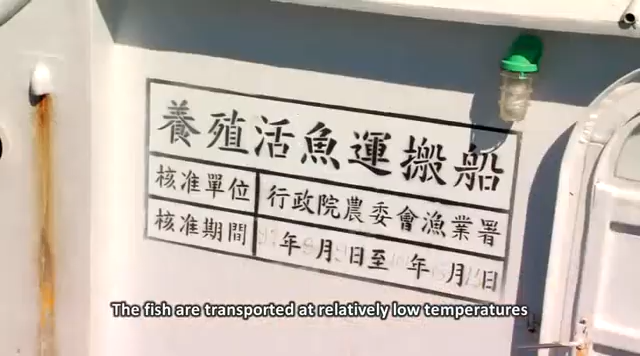 養殖活魚運搬船
核准單位 行政院農委會漁業署
核准期間 年 月 日至 年 月 日
The fish are transported at relatively low temperatures